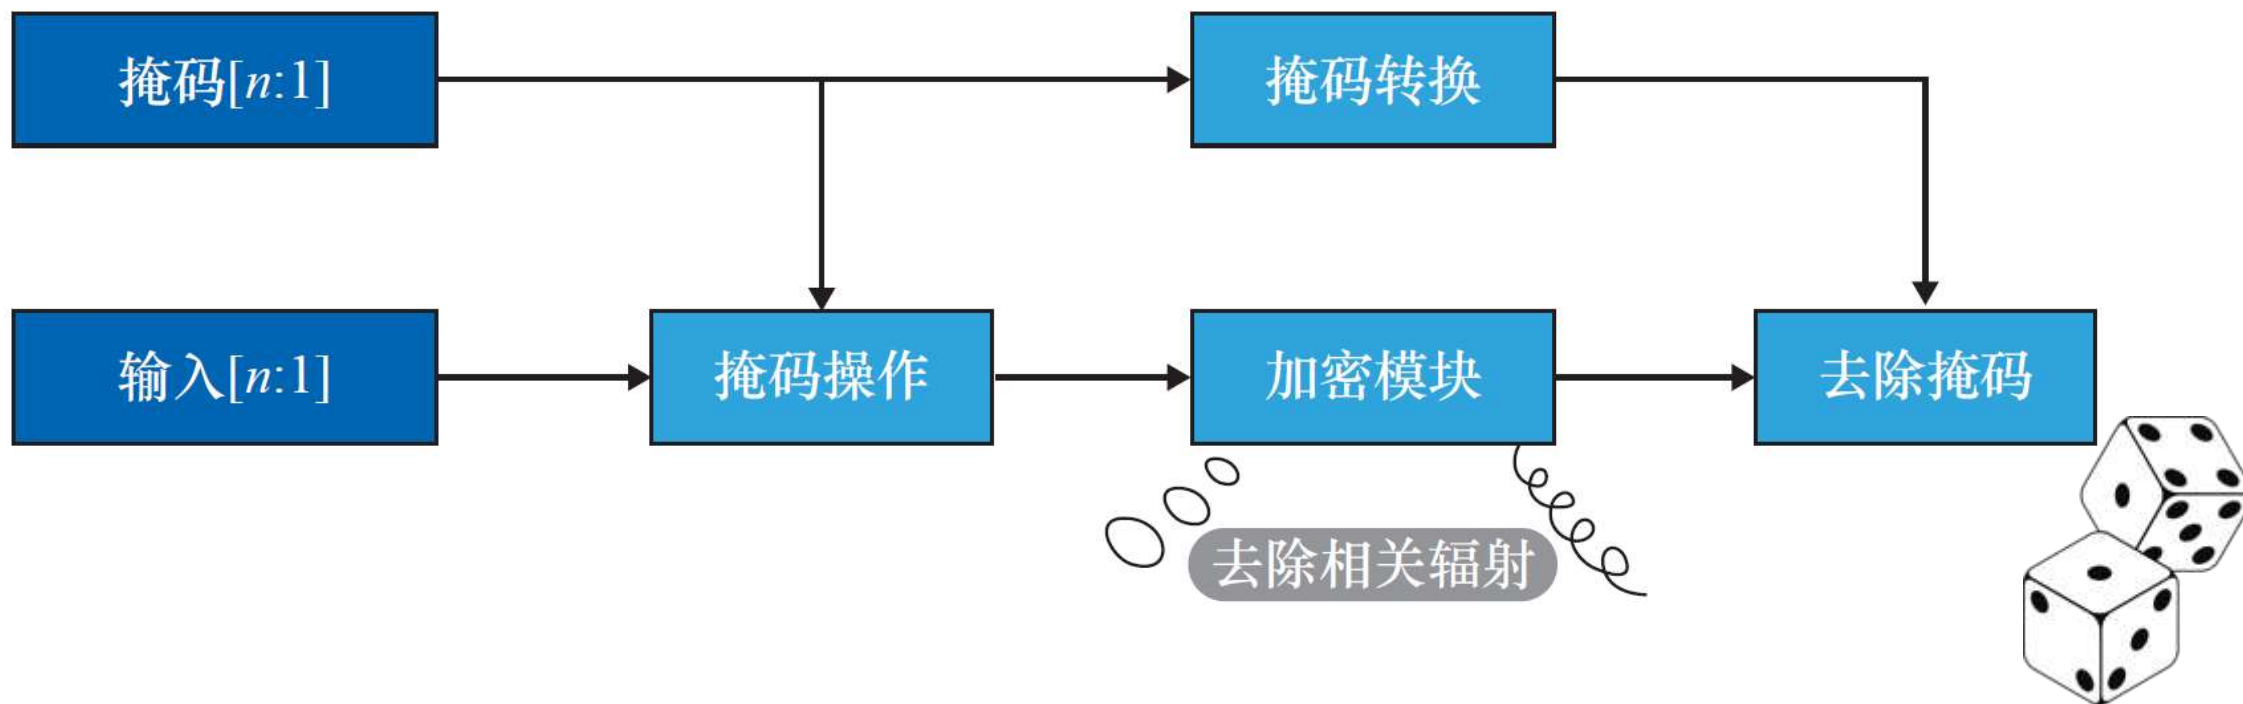 掩码[n:1]
掩码转换
输入[n:1]
掩码操作
加密模块
去除掩码
去除相关辐射